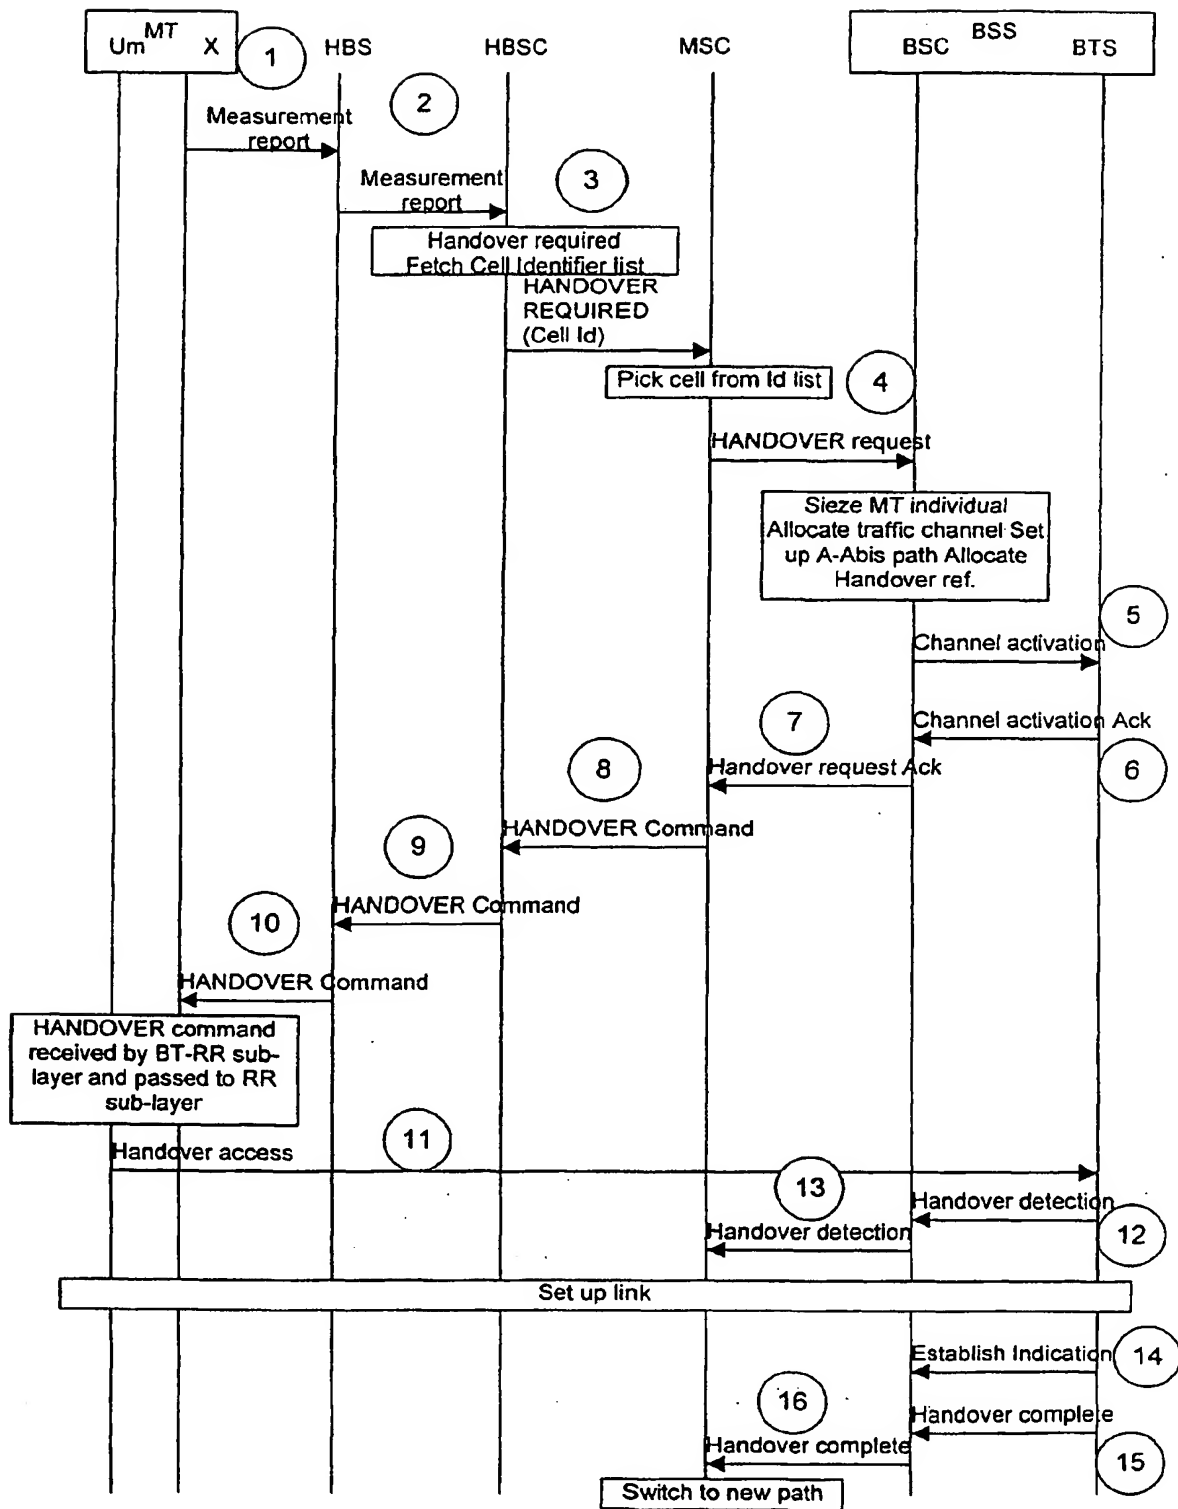 MT
Um X
1
HBS
HBSC
MSC
BSS
BSC BTS
2
Measurement
report
3
Measurement
report
Handover required
Fetch Cell Identifier list
HANDOVER
REQUIRED
(Cell Id)
Pick cell from Id list
4
HANDOVER request
Sieze MT individual
Allocate traffic channel Set
up A-Abis path Allocate
Handover ref.
5
Channel activation
7
Channel activation Ack
8
Handover request Ack
6
HANDOVER Command
9
HANDOVER Command
10
HANDOVER Command
HANDOVER command
received by BT-RR sub-
layer and passed to RR
sub-layer
11
Handover access
13
Handover detection
12
Handover detection
Set up link
Establish Indication
14
16
Handover complete
Handover complete
15
Switch to new path